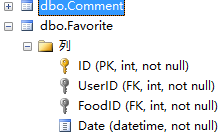 dbo.Comment
dbo.Favorite
列
ID (PK, int, not null)
UserID (FK, int, not null)
FoodID (FK, int, not null)
Date (datetime, not null)